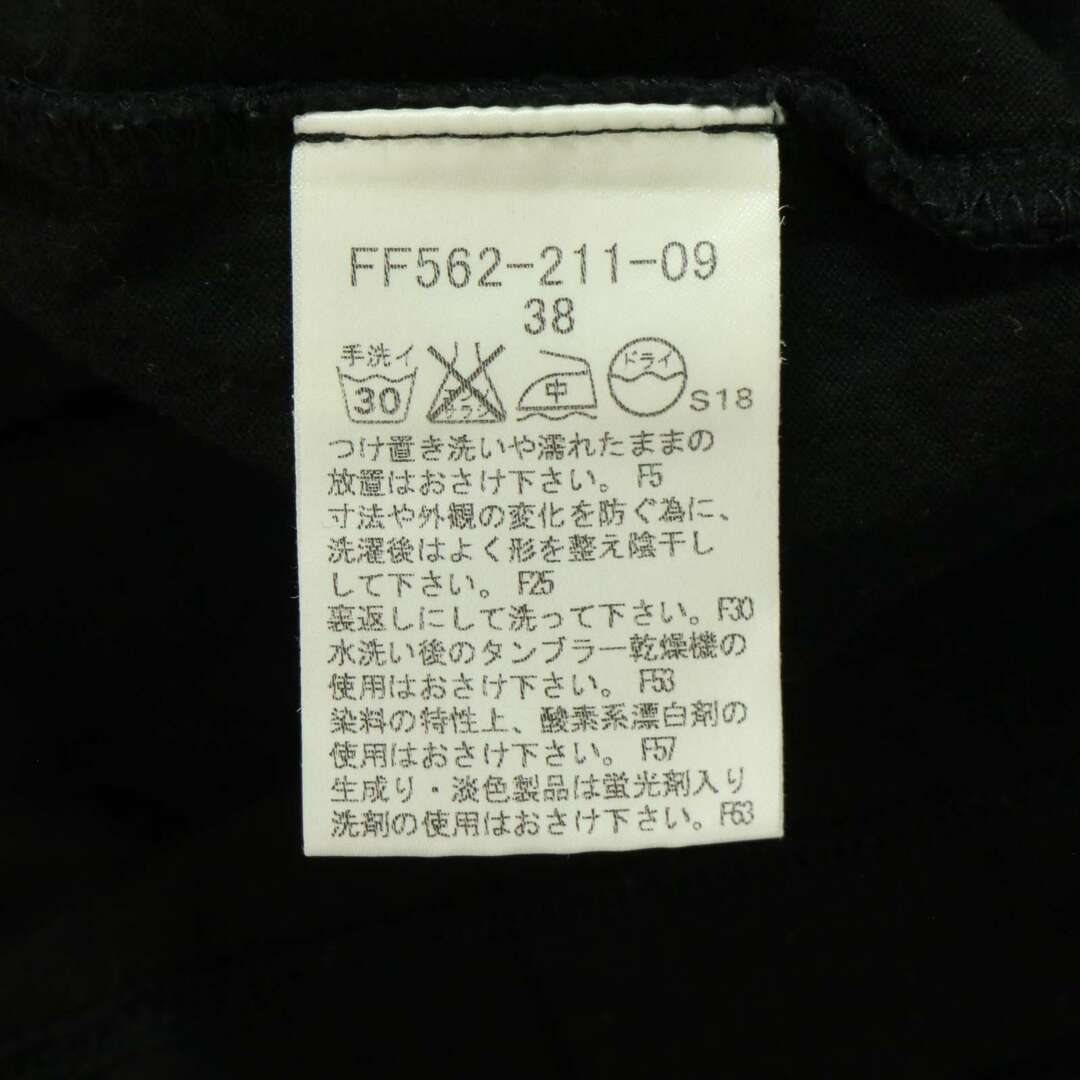 FF562-211-09
38
手洗イ
30
エンソ
サラシ
中
ドライ
S18
つけ置き洗いや濡れたままの
放置はおさけ下さい。F5
寸法や外観の変化を防ぐ為に、
洗濯後はよく形を整え陰干し
して下さい。F25
裏返しにして洗って下さい。F30
水洗い後のタンブラー乾燥機の
使用はおさけ下さい。F53
染料の特性上、酸素系漂白剤の
使用はおさけ下さい。F57
生成り・淡色製品は蛍光剤入り
洗剤の使用はおさけ下さい。F63